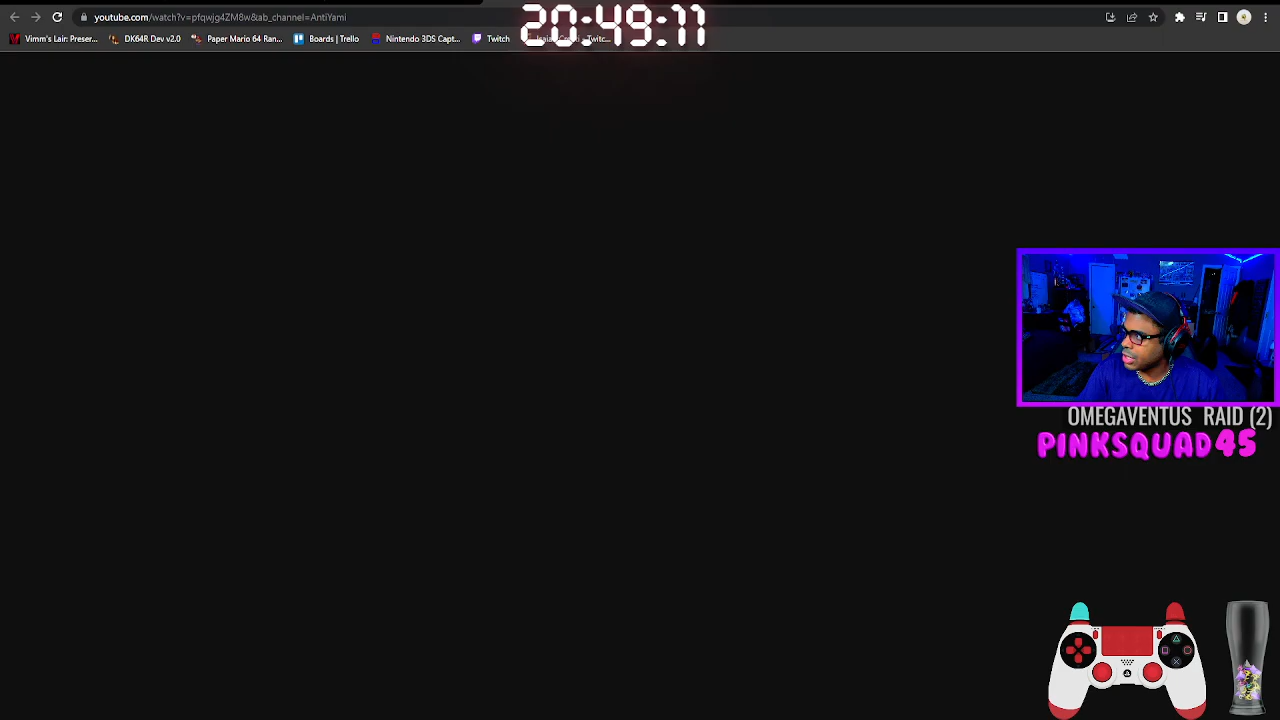 20:49:11
youtube.com/watch?v=pfqwjg4ZM8w&ab_channel=AntiYami
Vimm's Lair: Preser...
DK64R Dev v2.0
Paper Mario 64 Ran...
Boards | Trello
Nintendo 3DS Capt...
Twitch
- Twitc...
OMEGAVENTUS RAID (2)
PINKSQUAD45